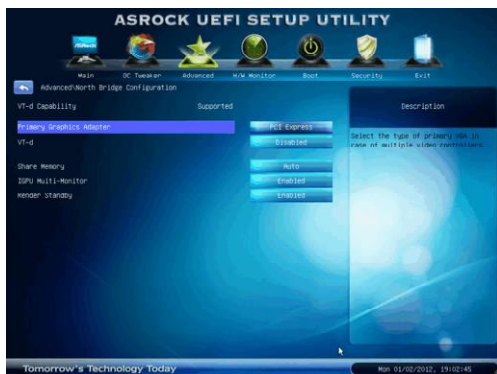 ASROCK UEFI SETUP UTILITY
ASRock
Main OC Tweaker Advanced H/W Monitor Boot Security Exit
Advanced\North Bridge Configuration
VT-d Capability Supported
Description
Primary Graphics Adapter PCI Express
VT-d Disabled
Select the type of primary VGA in
case of multiple video controllers.
Share Memory Auto
IGPU Multi-Monitor Enabled
Render Standby Enabled
Tomorrow's Technology Today
Mon 01/02/2012, 19:02:45